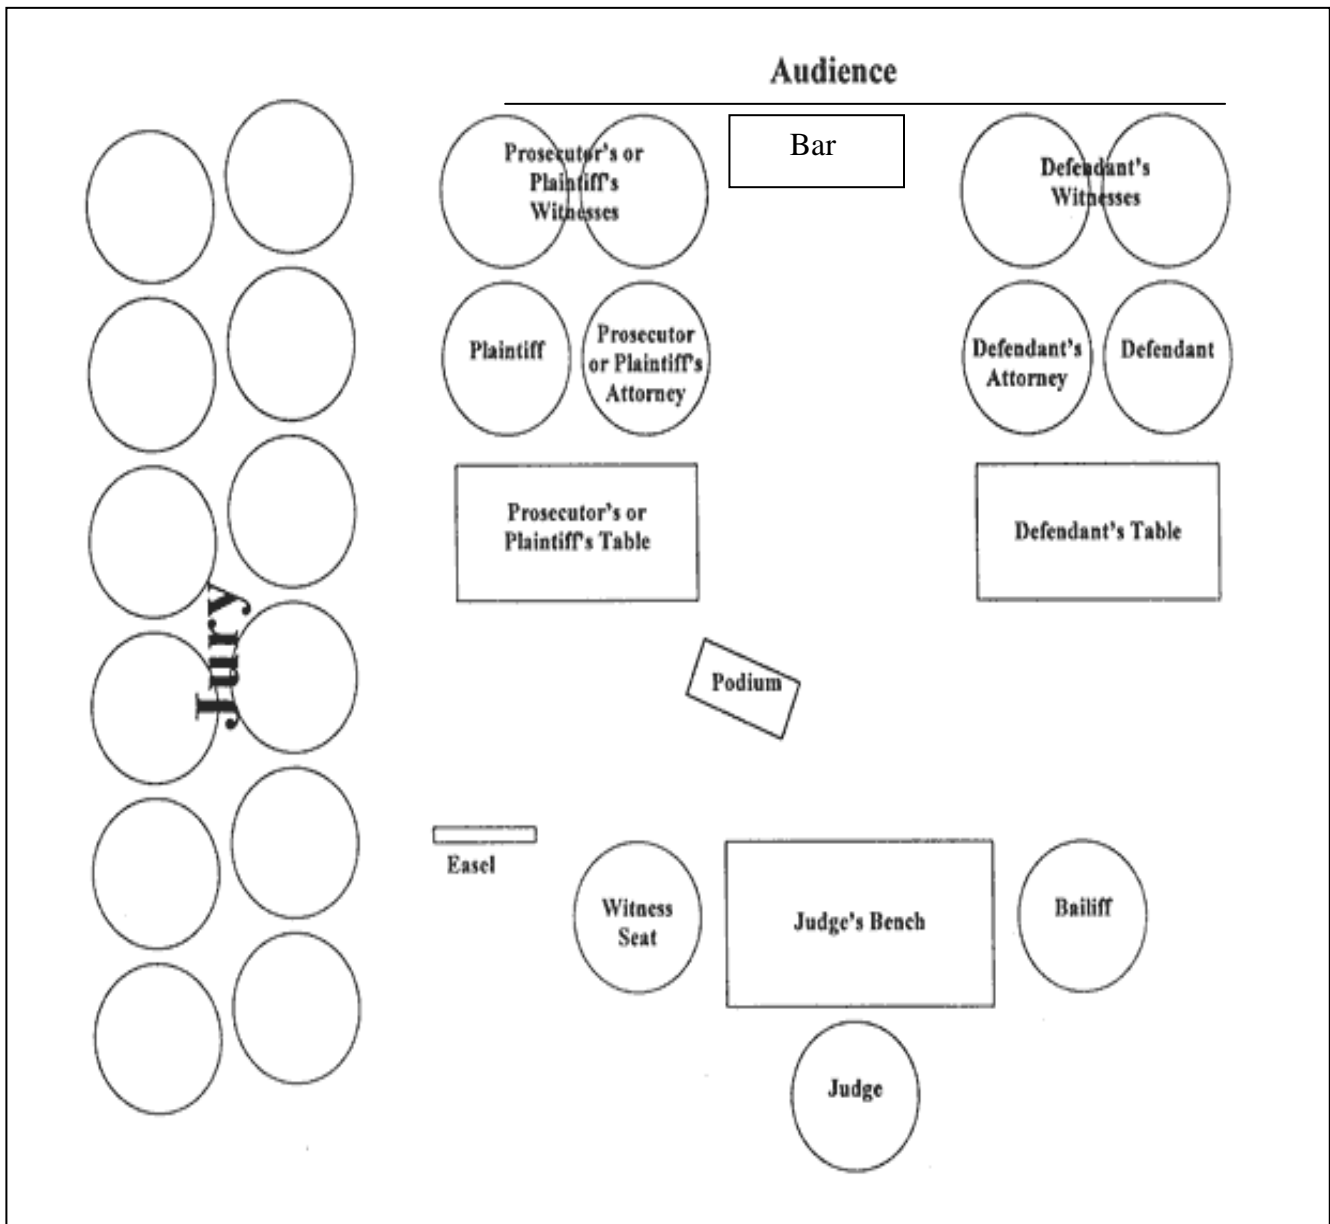 Audience
Bar
Prosecutor's or
Plaintiff's
Witnesses
Defendant's
Witnesses
Plaintiff
Prosecutor
or Plaintiff's
Attorney
Defendant's
Attorney
Defendant
Prosecutor's or
Plaintiff's Table
Defendant's Table
Jury
Podium
Easel
Witness
Seat
Judge's Bench
Bailiff
Judge